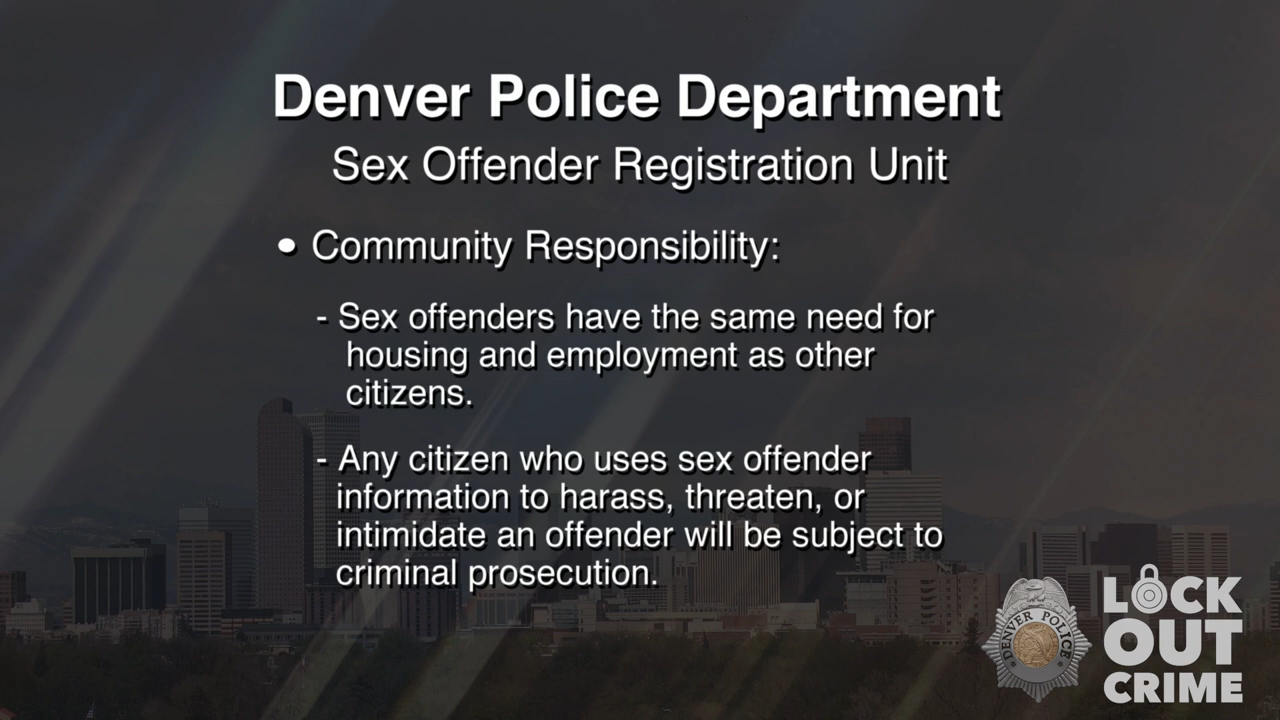 Denver Police Department
Sex Offender Registration Unit
• Community Responsibility:
- Sex offenders have the same need for
housing and employment as other
citizens.
- Any citizen who uses sex offender
information to harass, threaten, or
intimidate an offender will be subject to
criminal prosecution.
DENVER POLICE
LOCK
OUT
CRIME